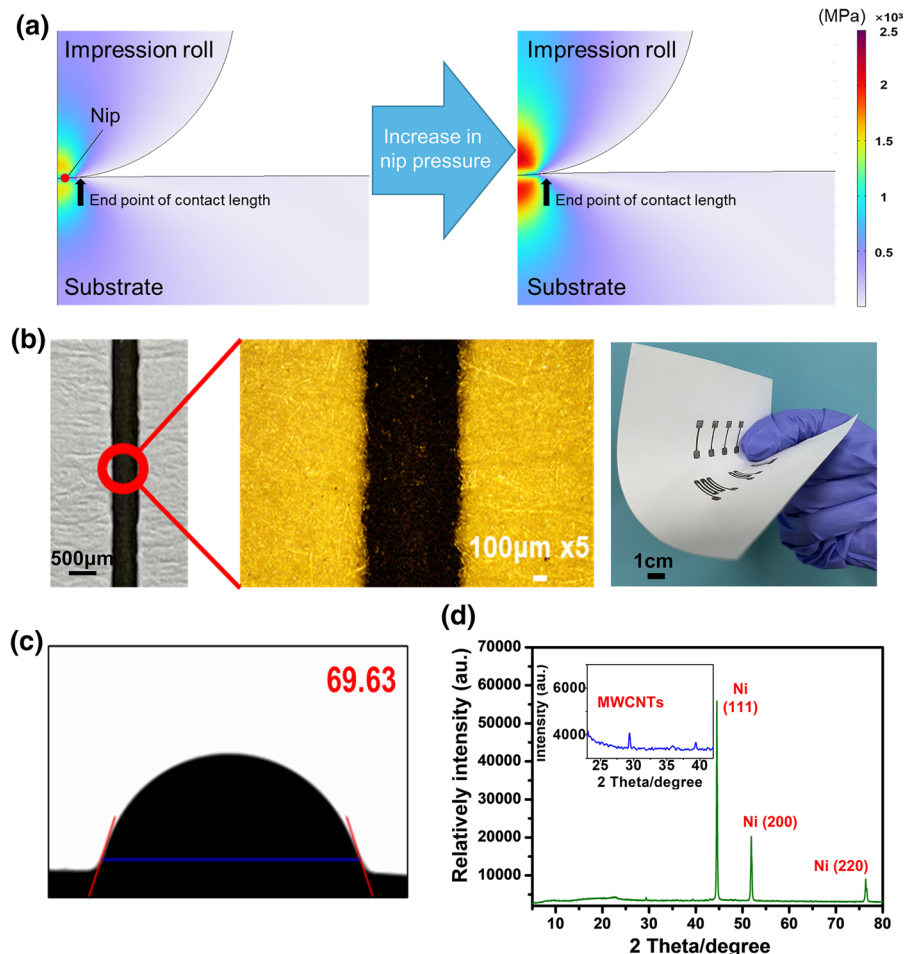 (a)
(MPa) ×10³
Impression roll
Nip
End point of contact length
Substrate
Increase in
nip pressure
Impression roll
End point of contact length
Substrate
2.5
2
1.5
1
0.5
(b)
500μm
100μm x5
1cm
(c)
69.63
(d)
Relatively intensity (au.)
70000
60000
50000
40000
30000
20000
10000
10 20 30 40 50 60 70 80
2 Theta/degree
Intensity (au.)
6000
4000
MWCNTs
25 30 35 40
2 Theta/degree
Ni
(111)
Ni (200)
Ni (220)